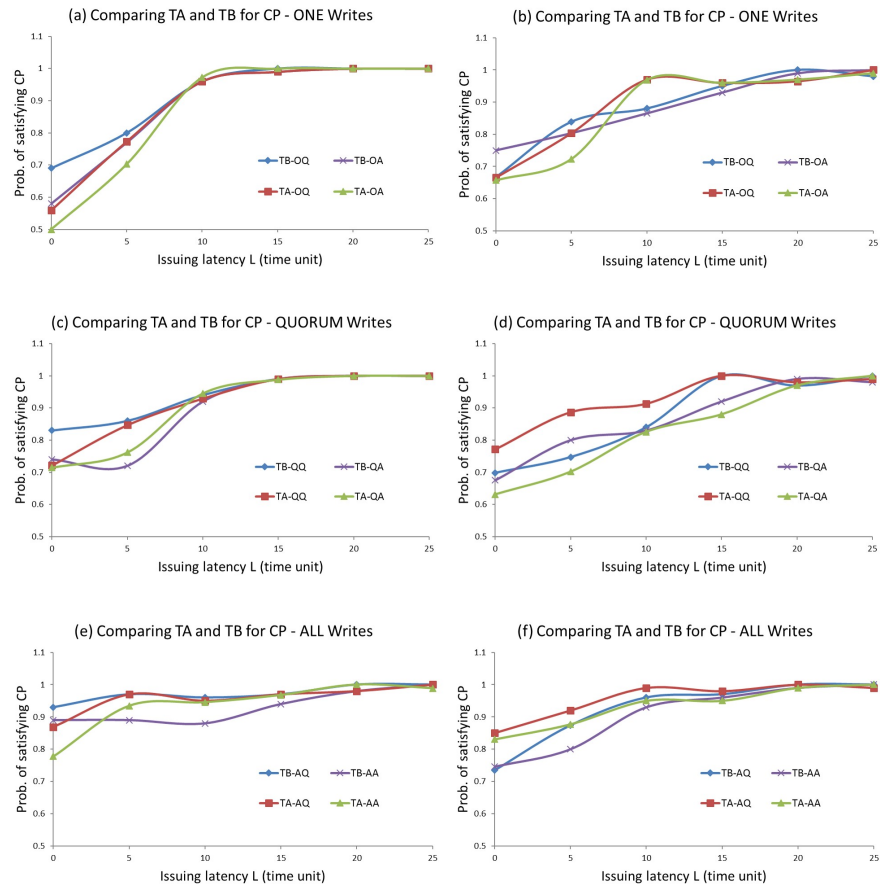 (a) Comparing TA and TB for CP - ONE Writes
Prob. of satisfying CP
1.1
1
0.9
0.8
0.7
0.6
0.5
0 5 10 15 20 25
Issuing latency L (time unit)
TB-OQ TB-OA
TA-OQ TA-OA
(b) Comparing TA and TB for CP - ONE Writes
Prob. of satisfying CP
1.1
1
0.9
0.8
0.7
0.6
0.5
0 5 10 15 20 25
Issuing latency L (time unit)
TB-OQ TB-OA
TA-OQ TA-OA
(c) Comparing TA and TB for CP - QUORUM Writes
Prob. of satisfying CP
1.1
1
0.9
0.8
0.7
0.6
0.5
0 5 10 15 20 25
Issuing latency L (time unit)
TB-QQ TB-QA
TA-QQ TA-QA
(d) Comparing TA and TB for CP - QUORUM Writes
Prob. of satisfying CP
1.1
1
0.9
0.8
0.7
0.6
0.5
0 5 10 15 20 25
Issuing latency L (time unit)
TB-QQ TB-QA
TA-QQ TA-QA
(e) Comparing TA and TB for CP - ALL Writes
Prob. of satisfying CP
1.1
1
0.9
0.8
0.7
0.6
0.5
0 5 10 15 20 25
Issuing latency L (time unit)
TB-AQ TB-AA
TA-AQ TA-AA
(f) Comparing TA and TB for CP - ALL Writes
Prob. of satisfying CP
1.1
1
0.9
0.8
0.7
0.6
0.5
0 5 10 15 20 25
Issuing latency L (time unit)
TB-AQ TB-AA
TA-AQ TA-AA